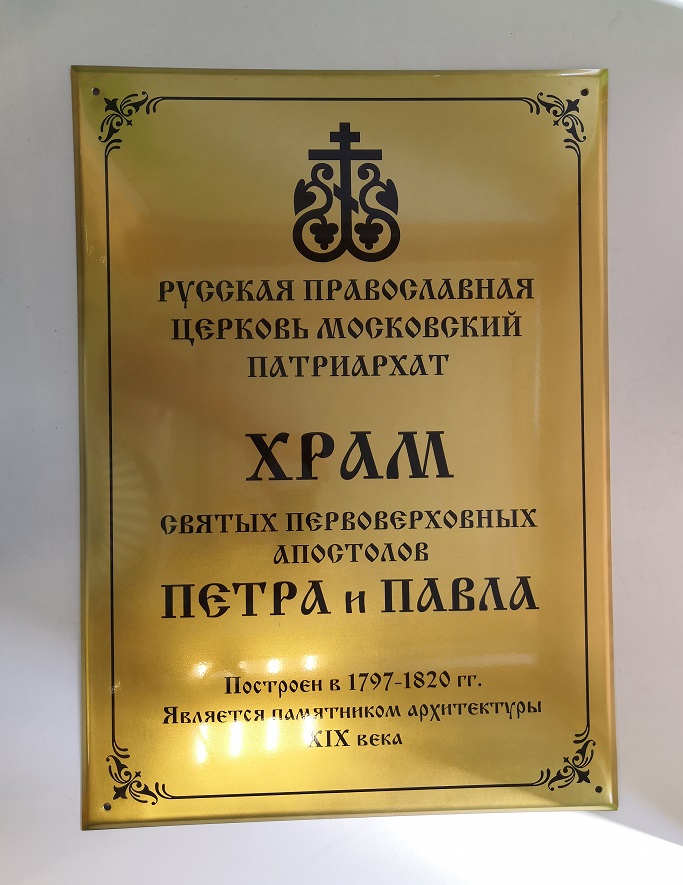 РУССКАЯ ПРАВОСЛАВНАЯ
ЦЕРКОВЬ МОСКОВСКИЙ
ПАТРИАРХАТ
ХРАМ
СВЯТЫХ ПЕРВОВЕРХОВНЫХ
АПОСТОЛОВ
ПЕТРА и ПАВЛА
Построен в 1797-1820 гг.
Является памятником архитектуры
XIX века